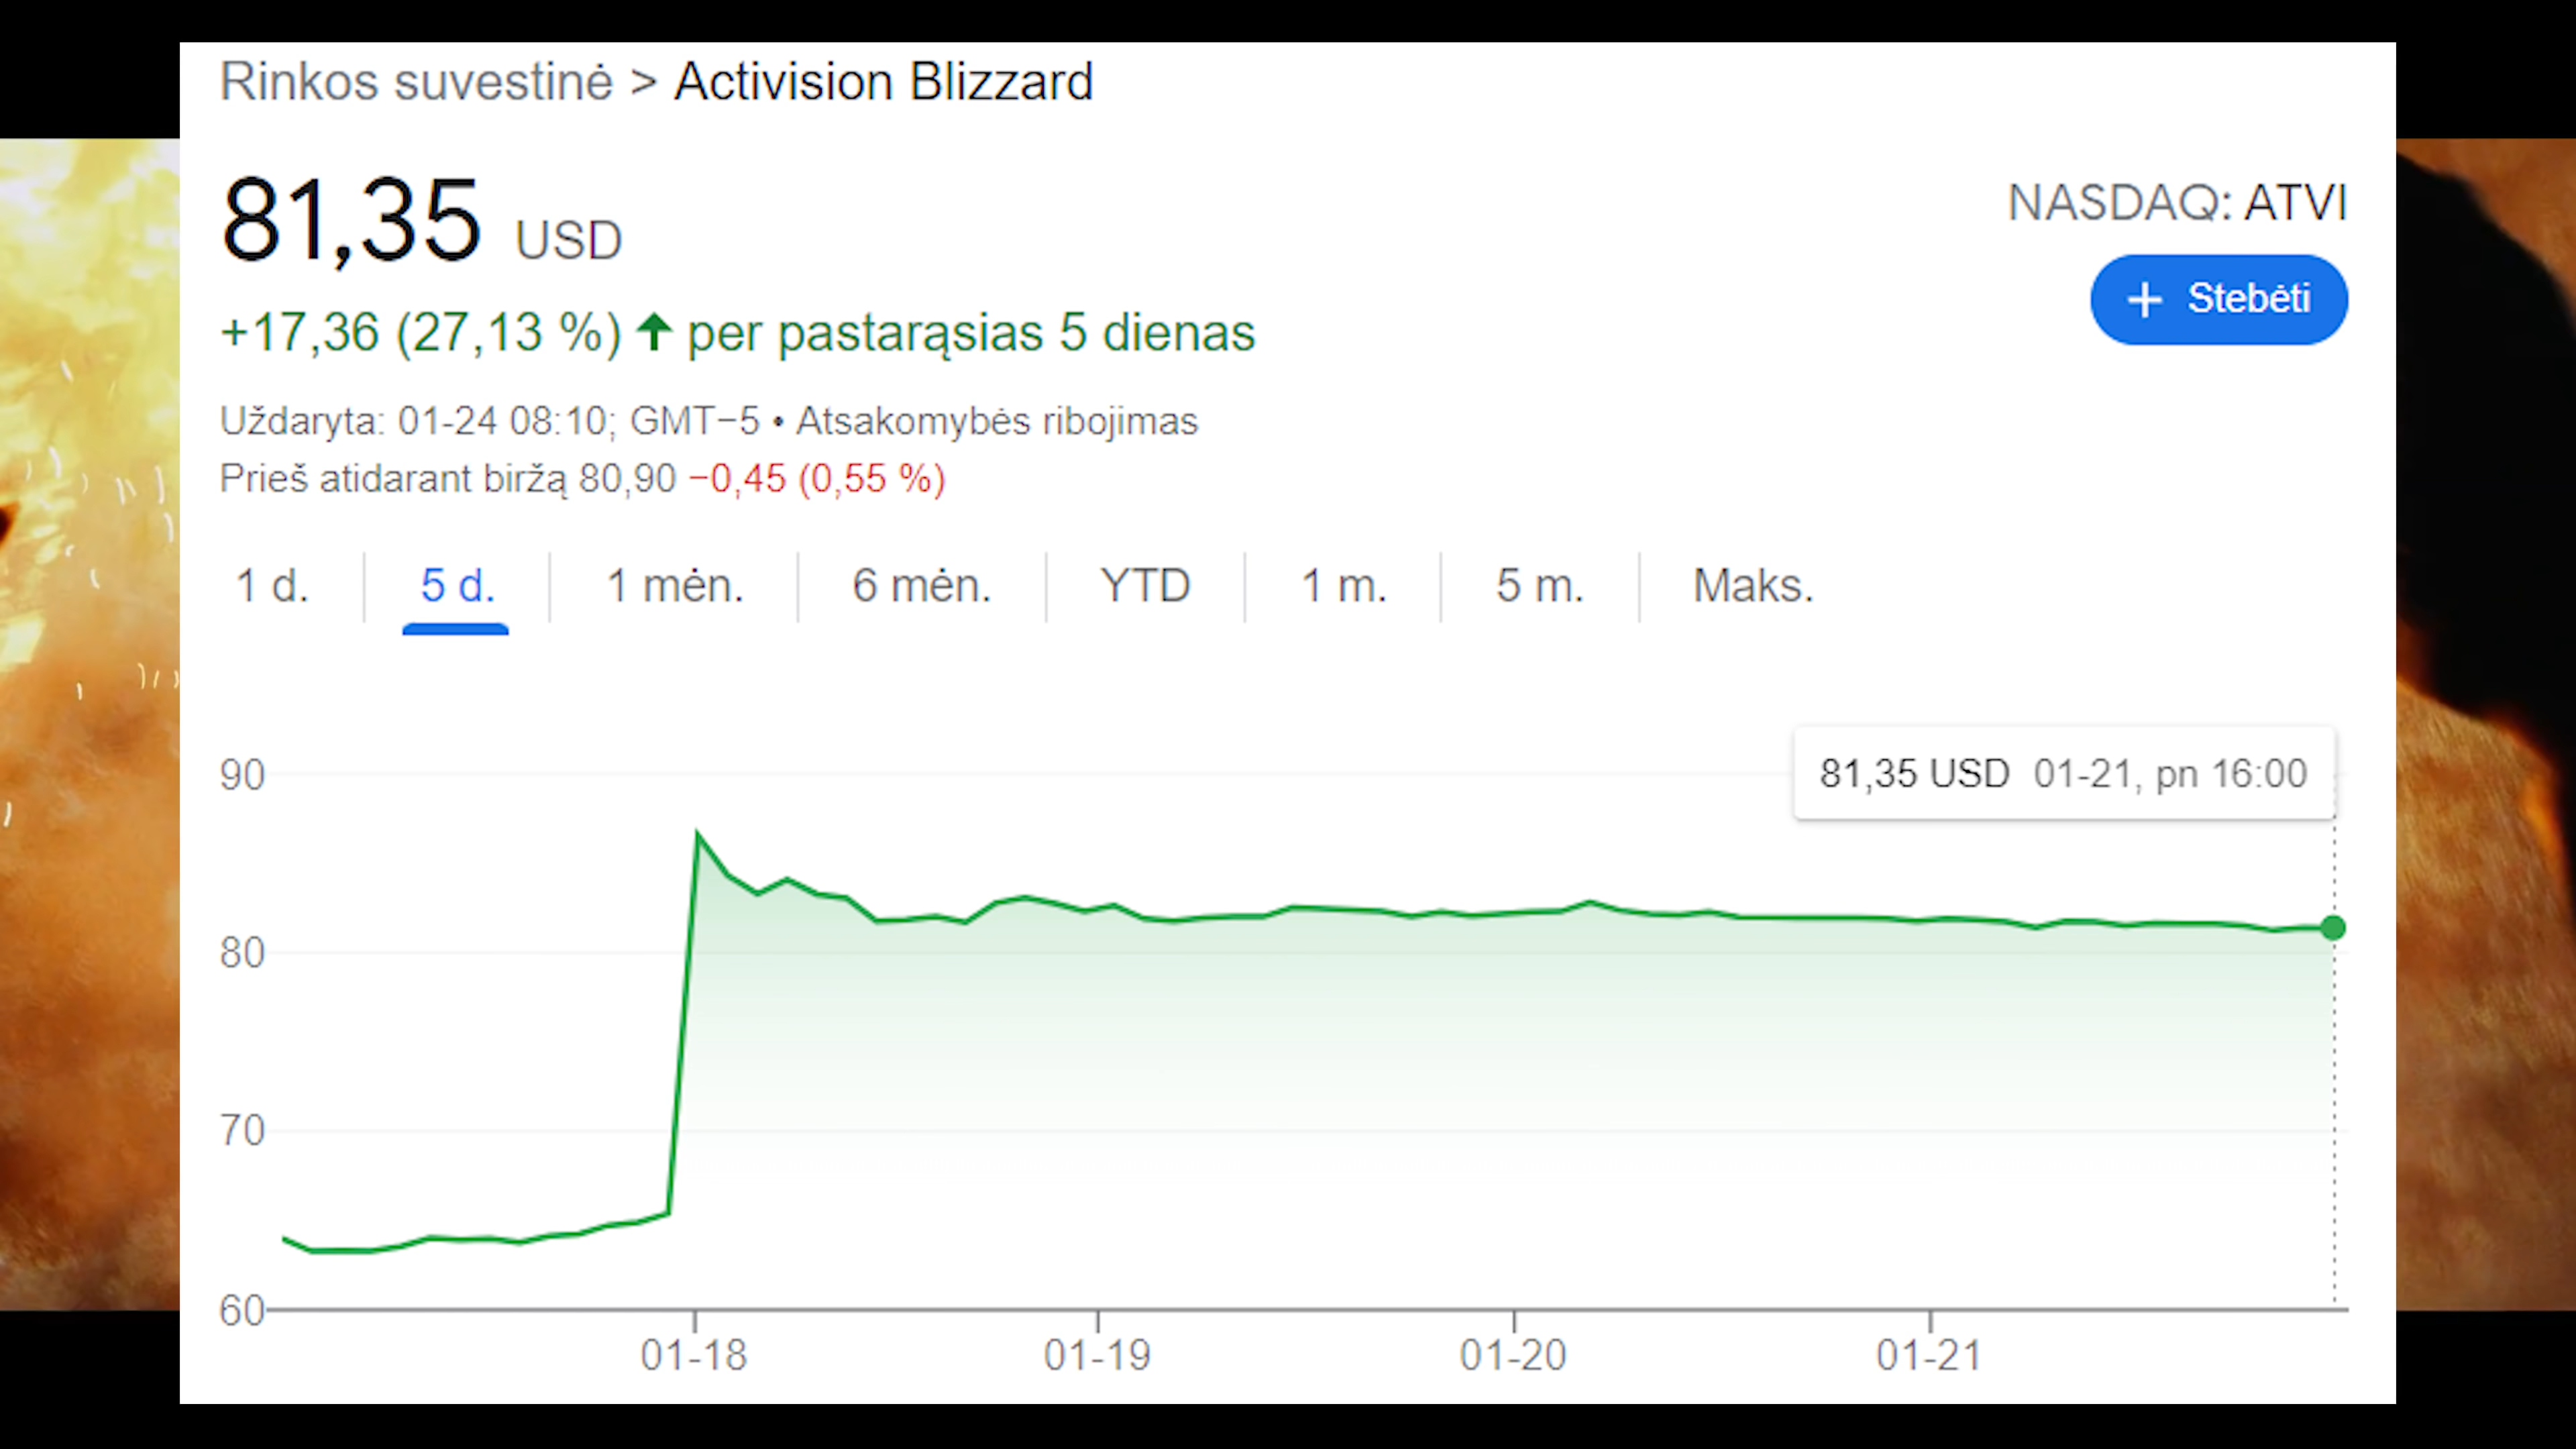 Rinkos suvestinė > Activision Blizzard
81,35 USD
NASDAQ: ATVI
+17,36 (27,13 %) ↑ per pastarąsias 5 dienas
+ Stebėti
Uždaryta: 01-24 08:10; GMT−5 • Atsakomybės ribojimas
Prieš atidarant biržą 80,90 −0,45 (0,55 %)
1 d. 5 d. 1 mėn. 6 mėn. YTD 1 m. 5 m. Maks.
81,35 USD 01-21, pn 16:00
90
80
70
60
01-18 01-19 01-20 01-21